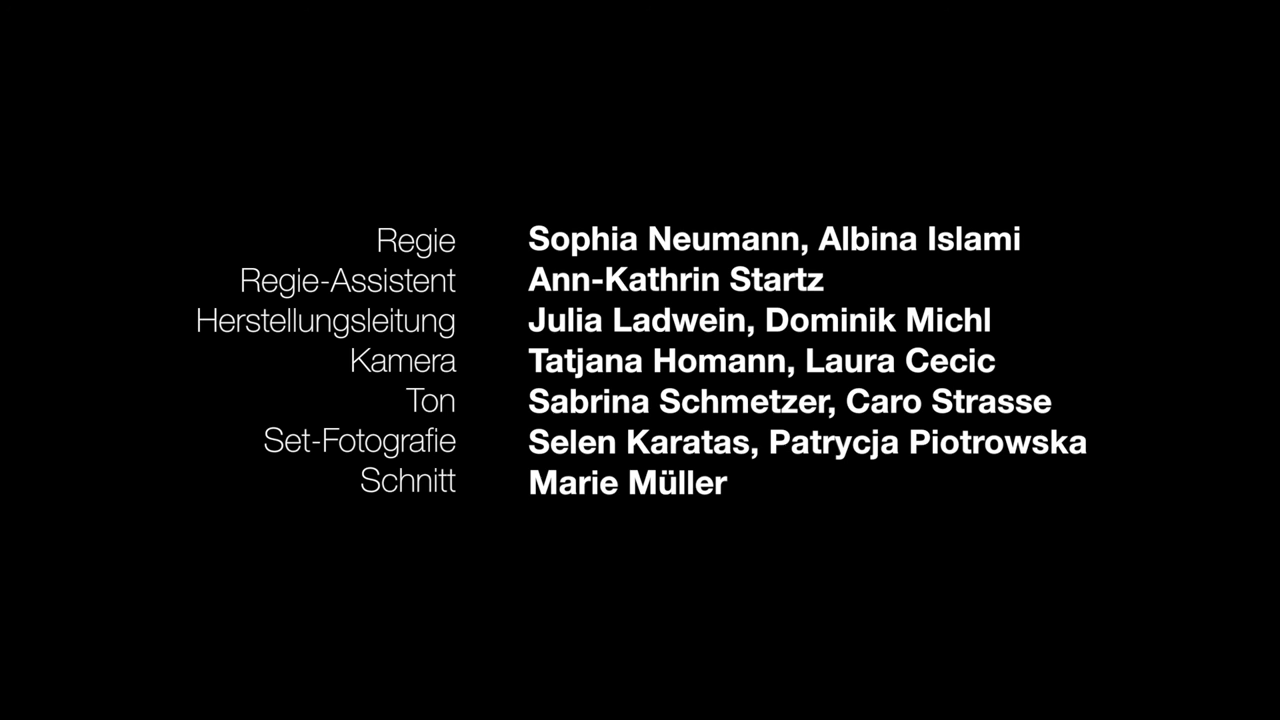 Regie Sophia Neumann, Albina Islami
Regie-Assistent Ann-Kathrin Startz
Herstellungsleitung Julia Ladwein, Dominik Michl
Kamera Tatjana Homann, Laura Cecic
Ton Sabrina Schmetzer, Caro Strasse
Set-Fotografie Selen Karatas, Patrycja Piotrowska
Schnitt Marie Müller